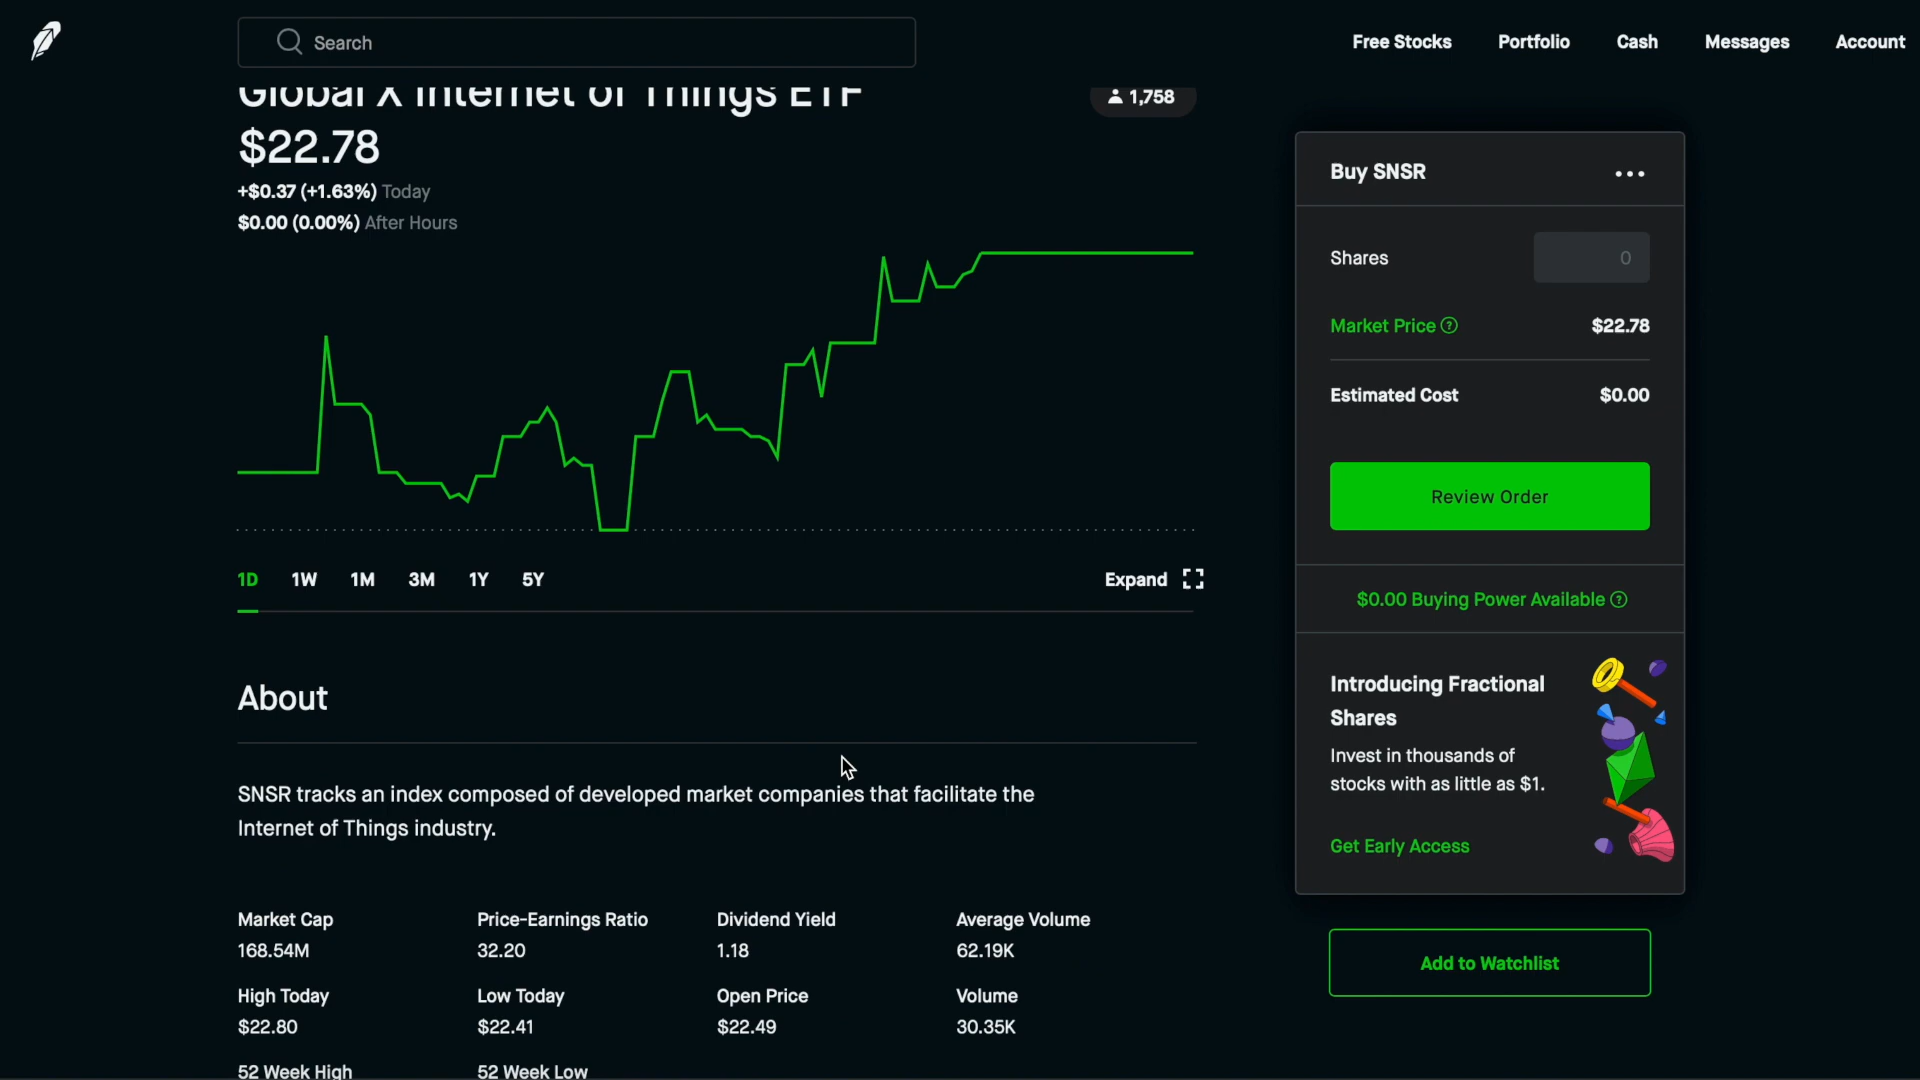 Search
Free Stocks
Portfolio
Cash
Messages
Account
Global X Internet of Things ETF
1,758
$22.78
+$0.37 (+1.63%) Today
$0.00 (0.00%) After Hours
1D
1W
1M
3M
1Y
5Y
Expand
About
SNSR tracks an index composed of developed market companies that facilitate the
Internet of Things industry.
Market Cap
168.54M
Price-Earnings Ratio
32.20
Dividend Yield
1.18
Average Volume
62.19K
High Today
$22.80
Low Today
$22.41
Open Price
$22.49
Volume
30.35K
52 Week High
52 Week Low
Buy SNSR
Shares
0
Market Price
$22.78
Estimated Cost
$0.00
Review Order
$0.00 Buying Power Available
Introducing Fractional
Shares
Invest in thousands of
stocks with as little as $1.
Get Early Access
Add to Watchlist